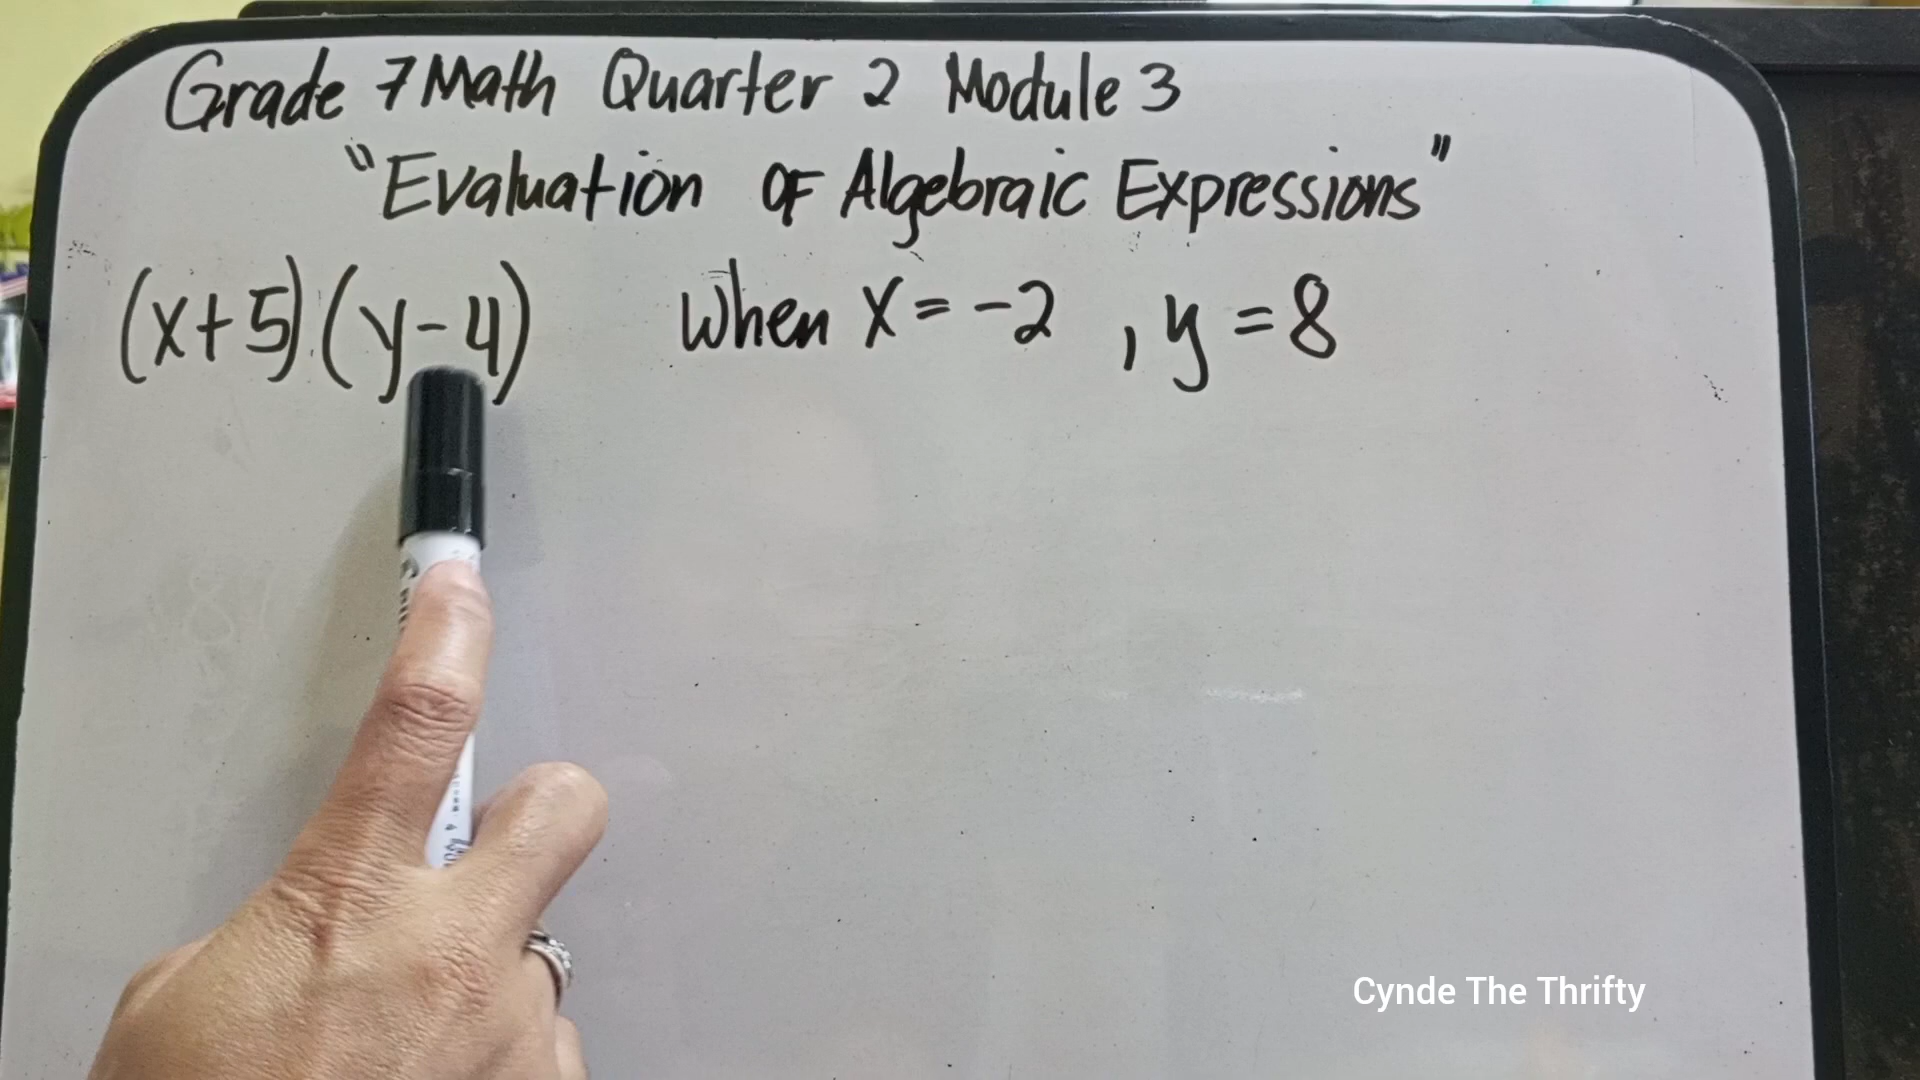 Grade 7 Math Quarter 2 Module 3
"Evaluation OF Algebraic Expressions"
(x+5)(y-4) When x = -2 , y = 8
Cynde The Thrifty